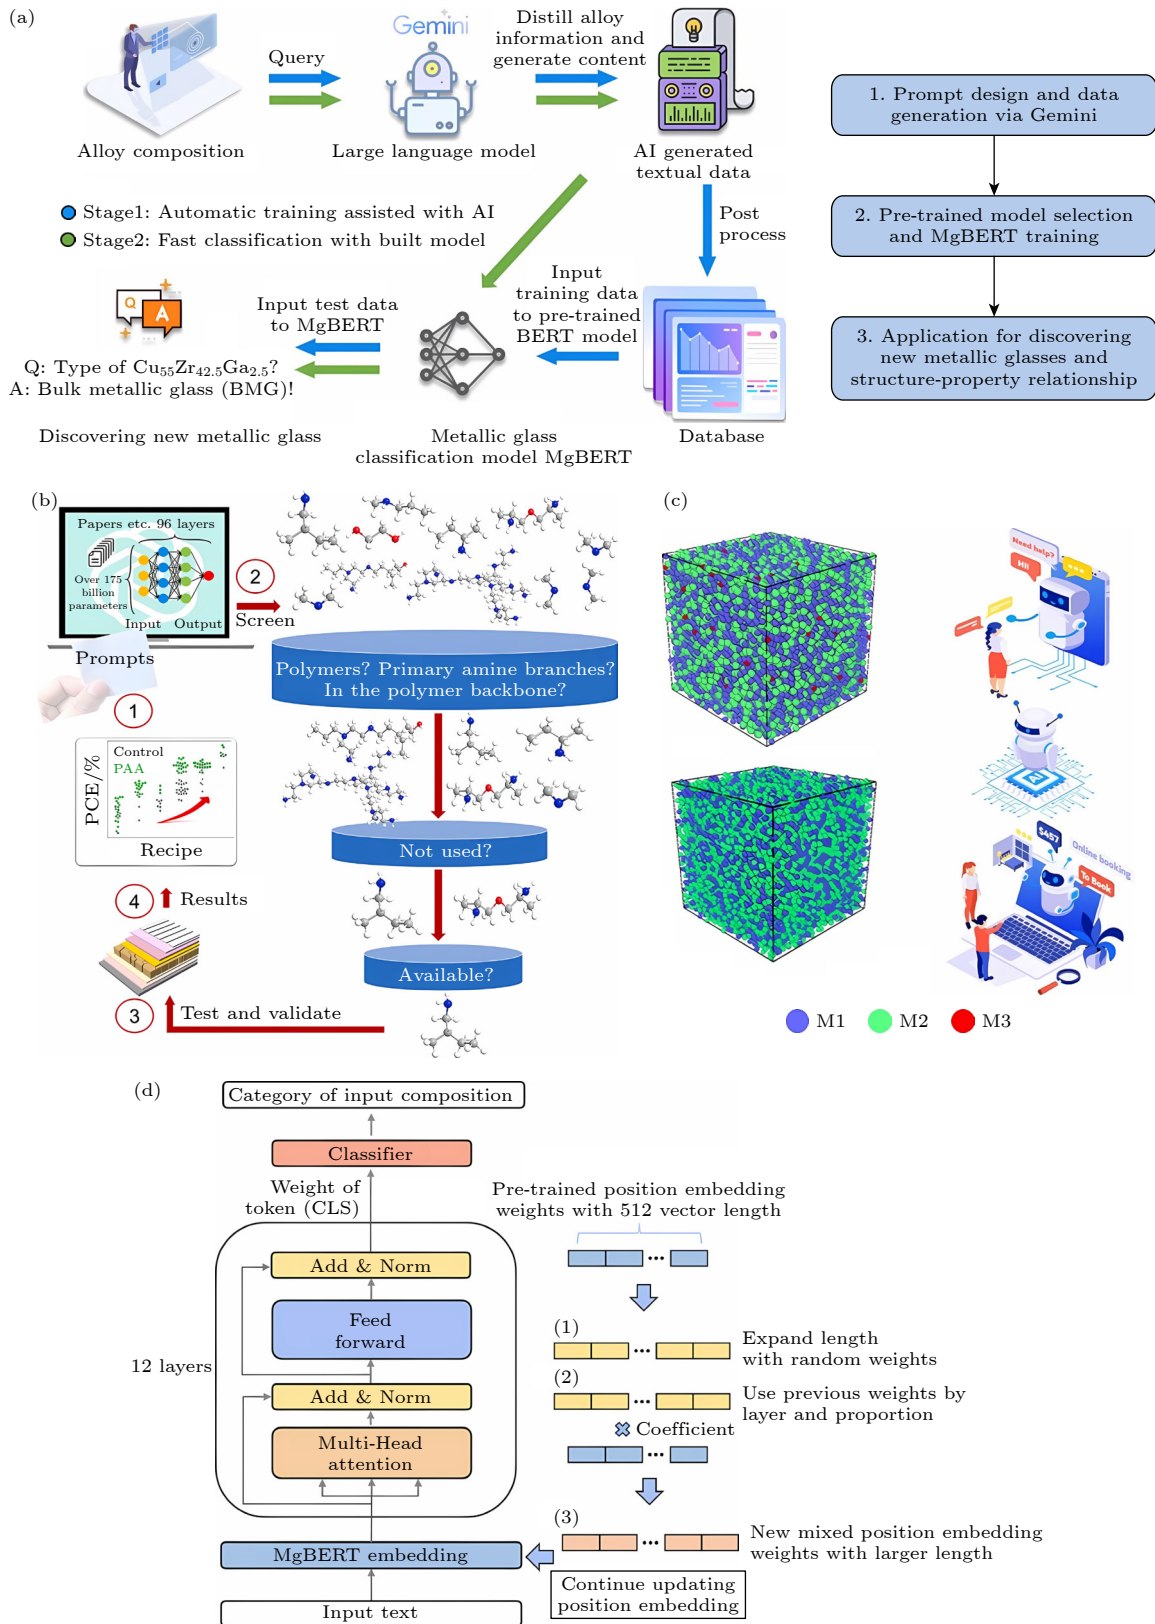 (a)
Gemini
Query
Distill alloy
information and
generate content
Alloy composition
Large language model
AI generated
textual data
Stage1: Automatic training assisted with AI
Stage2: Fast classification with built model
Post
process
Input
training data
to pre-trained
BERT model
Input test data
to MgBERT
Q
A
Q: Type of Cu55Zr42.5Ga2.5?
A: Bulk metallic glass (BMG)!
Discovering new metallic glass
Metallic glass
classification model MgBERT
Database
1. Prompt design and data
generation via Gemini
2. Pre-trained model selection
and MgBERT training
3. Application for discovering
new metallic glasses and
structure-property relationship
(b)
Papers etc. 96 layers
Over 175
billion
parameters
Input Output
Prompts
1
2
Screen
Polymers? Primary amine branches?
In the polymer backbone?
Control
PAA
PCE/%
Recipe
Not used?
4
Results
Available?
3
Test and validate
(c)
Need help?
Hi!
AI
$457
Online booking
To Book
M1
M2
M3
(d)
Category of input composition
Classifier
Weight of
token (CLS)
Add & Norm
Feed
forward
12 layers
Add & Norm
Multi-Head
attention
MgBERT embedding
Input text
Pre-trained position embedding
weights with 512 vector length
(1)
Expand length
with random weights
(2)
Use previous weights by
layer and proportion
Coefficient
(3)
New mixed position embedding
weights with larger length
Continue updating
position embedding